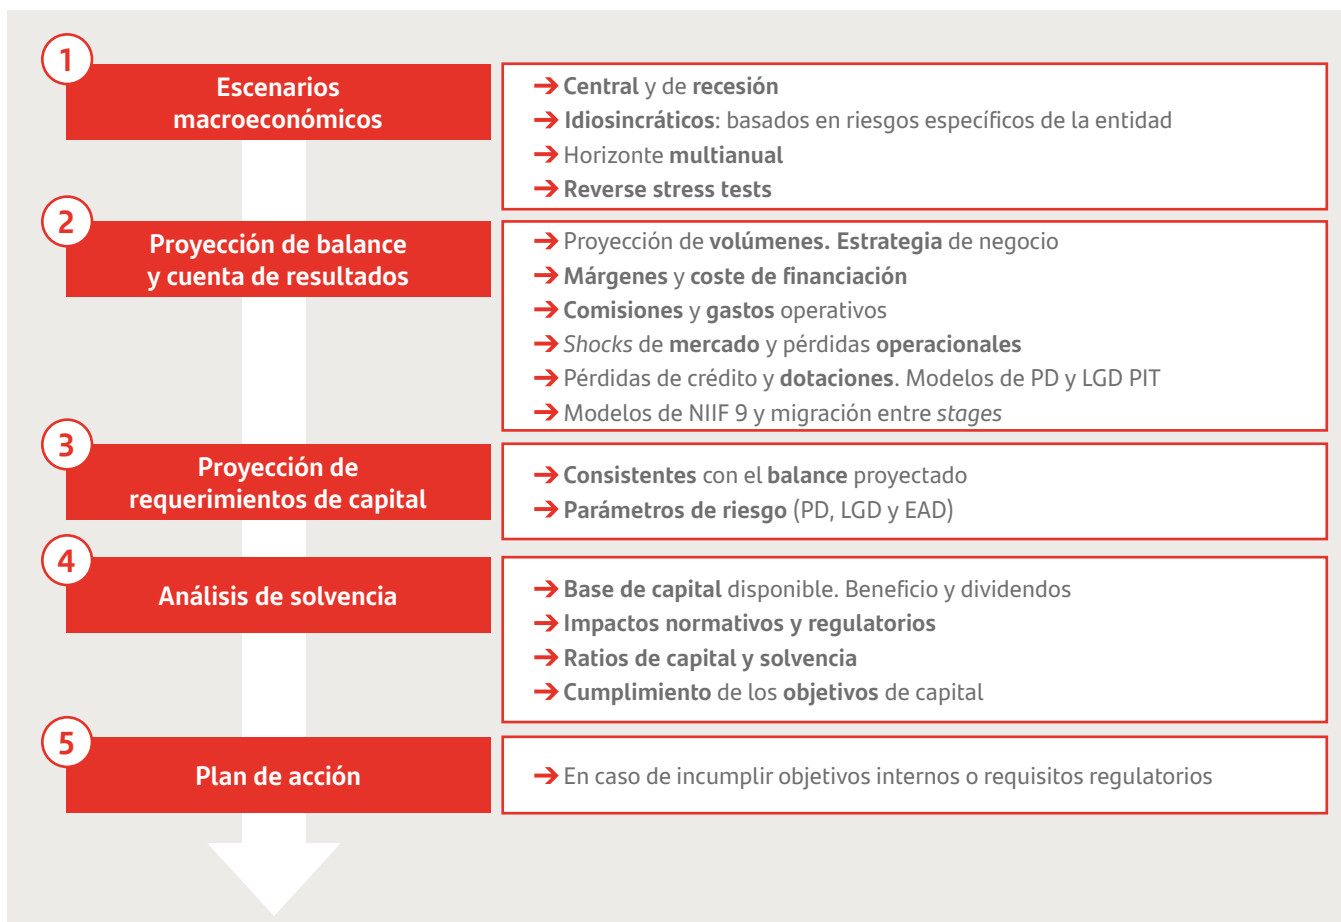 1
Escenarios
macroeconómicos
➔ Central y de recesión
➔ Idiosincráticos: basados en riesgos específicos de la entidad
➔ Horizonte multianual
➔ Reverse stress tests
2
Proyección de balance
y cuenta de resultados
➔ Proyección de volúmenes. Estrategia de negocio
➔ Márgenes y coste de financiación
➔ Comisiones y gastos operativos
➔ Shocks de mercado y pérdidas operacionales
➔ Pérdidas de crédito y dotaciones. Modelos de PD y LGD PIT
➔ Modelos de NIIF 9 y migración entre stages
3
Proyección de
requerimientos de capital
➔ Consistentes con el balance proyectado
➔ Parámetros de riesgo (PD, LGD y EAD)
4
Análisis de solvencia
➔ Base de capital disponible. Beneficio y dividendos
➔ Impactos normativos y regulatorios
➔ Ratios de capital y solvencia
➔ Cumplimiento de los objetivos de capital
5
Plan de acción
➔ En caso de incumplir objetivos internos o requisitos regulatorios